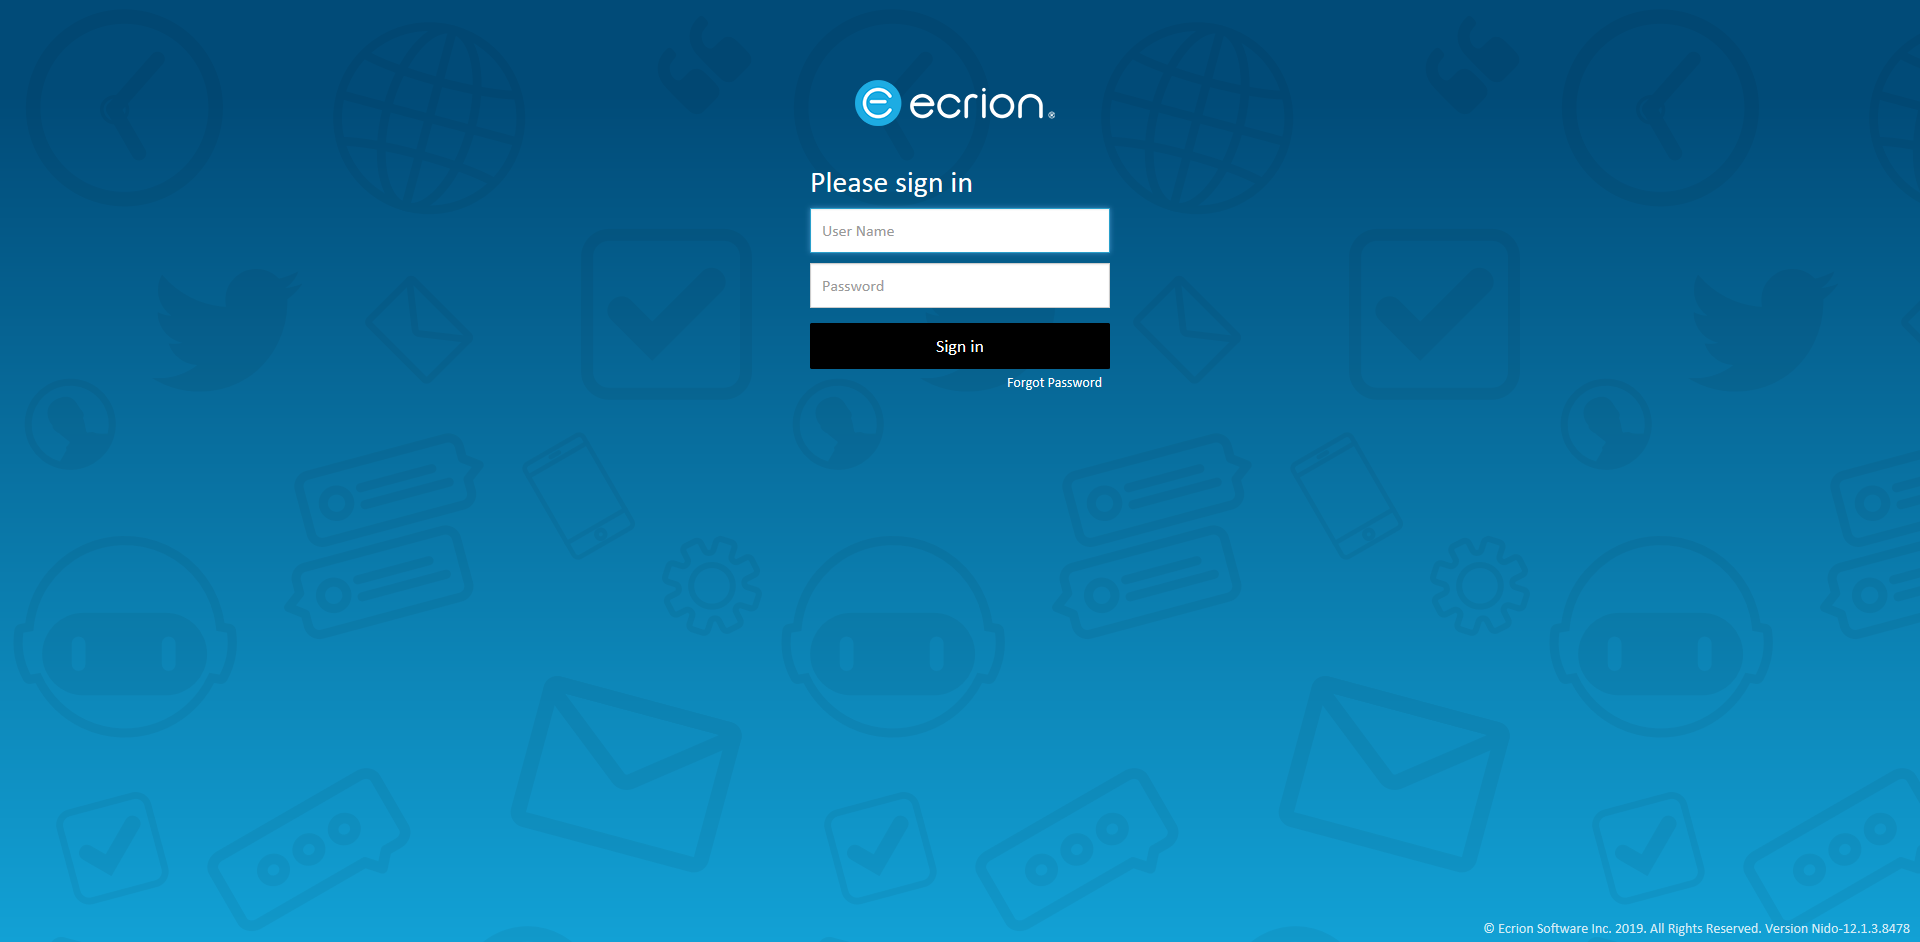 ecrion®
Please sign in
User Name
Password
Sign in
Forgot Password
© Ecrion Software Inc. 2019. All Rights Reserved. Version Nido-12.1.3.8478